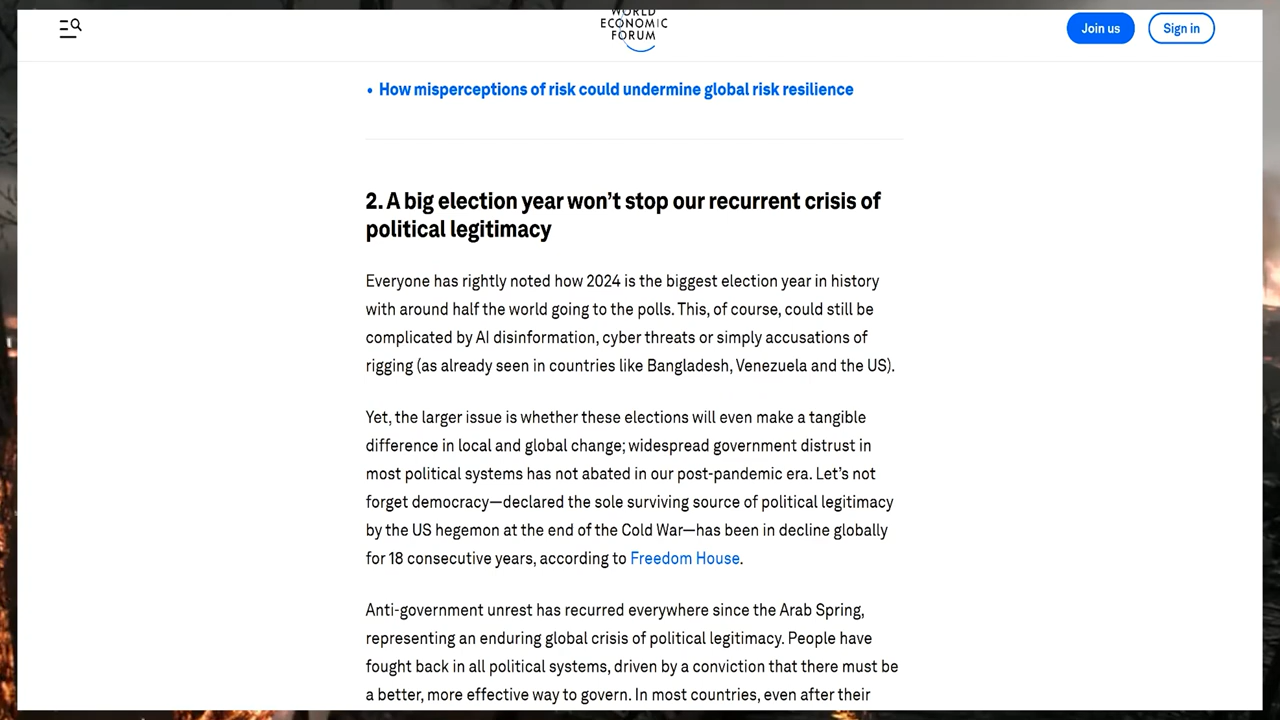 WORLD
ECONOMIC
FORUM
Join us
Sign in
• How misperceptions of risk could undermine global risk resilience
2. A big election year won’t stop our recurrent crisis of
political legitimacy
Everyone has rightly noted how 2024 is the biggest election year in history
with around half the world going to the polls. This, of course, could still be
complicated by AI disinformation, cyber threats or simply accusations of
rigging (as already seen in countries like Bangladesh, Venezuela and the US).
Yet, the larger issue is whether these elections will even make a tangible
difference in local and global change; widespread government distrust in
most political systems has not abated in our post-pandemic era. Let’s not
forget democracy—declared the sole surviving source of political legitimacy
by the US hegemon at the end of the Cold War—has been in decline globally
for 18 consecutive years, according to Freedom House.
Anti-government unrest has recurred everywhere since the Arab Spring,
representing an enduring global crisis of political legitimacy. People have
fought back in all political systems, driven by a conviction that there must be
a better, more effective way to govern. In most countries, even after their